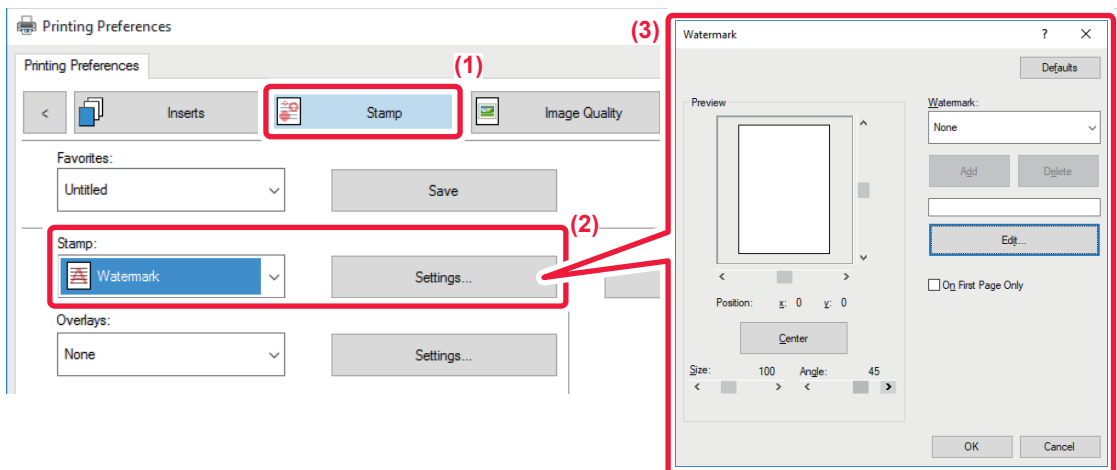 Printing Preferences
Printing Preferences
(1)
<
Inserts
Stamp
Image Quality
Favorites:
Untitled
Save
(2)
Stamp:
Watermark
Settings...
Overlays:
None
Settings...
(3)
Watermark
?
Defaults
Preview
Watermark:
None
Add
Delete
Edit...
On First Page Only
Position: x: 0 y: 0
Center
Size: 100 Angle: 45
OK
Cancel